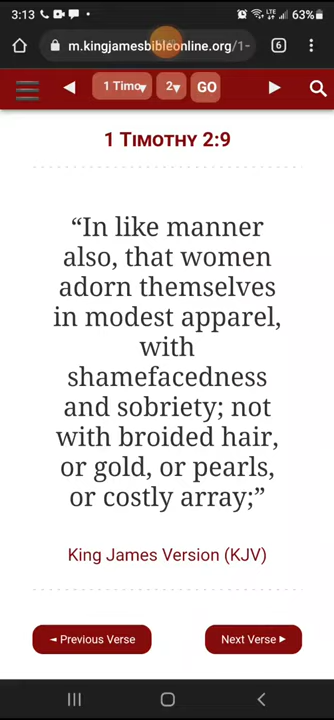 3:13 63%
m.kingjamesbibleonline.org/1- 6
1 Timo 2 GO
1 Timothy 2:9
“In like manner
also, that women
adorn themselves
in modest apparel,
with
shamefacedness
and sobriety; not
with broided hair,
or gold, or pearls,
or costly array;”
King James Version (KJV)
Previous Verse Next Verse